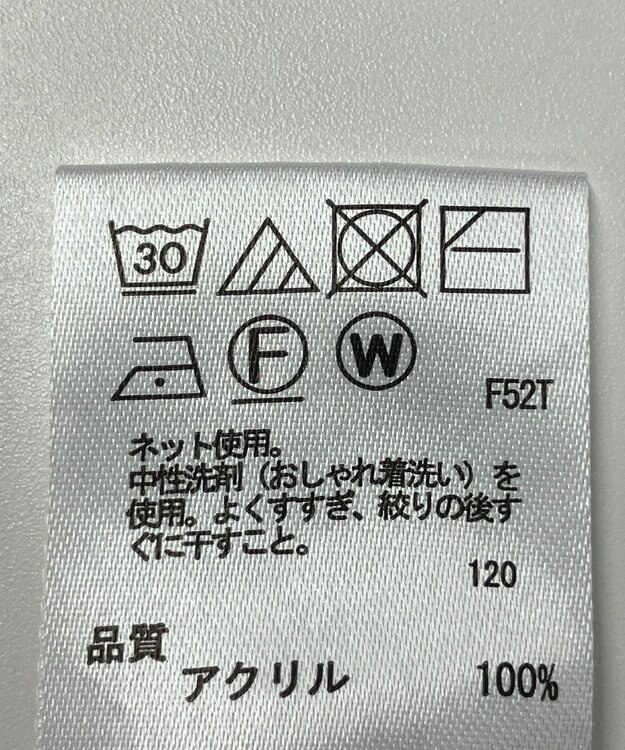 30
F W
F52T
ネット使用。
中性洗剤（おしゃれ着洗い）を
使用。よくすすぎ、絞りの後す
ぐに干すこと。
120
品質
アクリル 100%